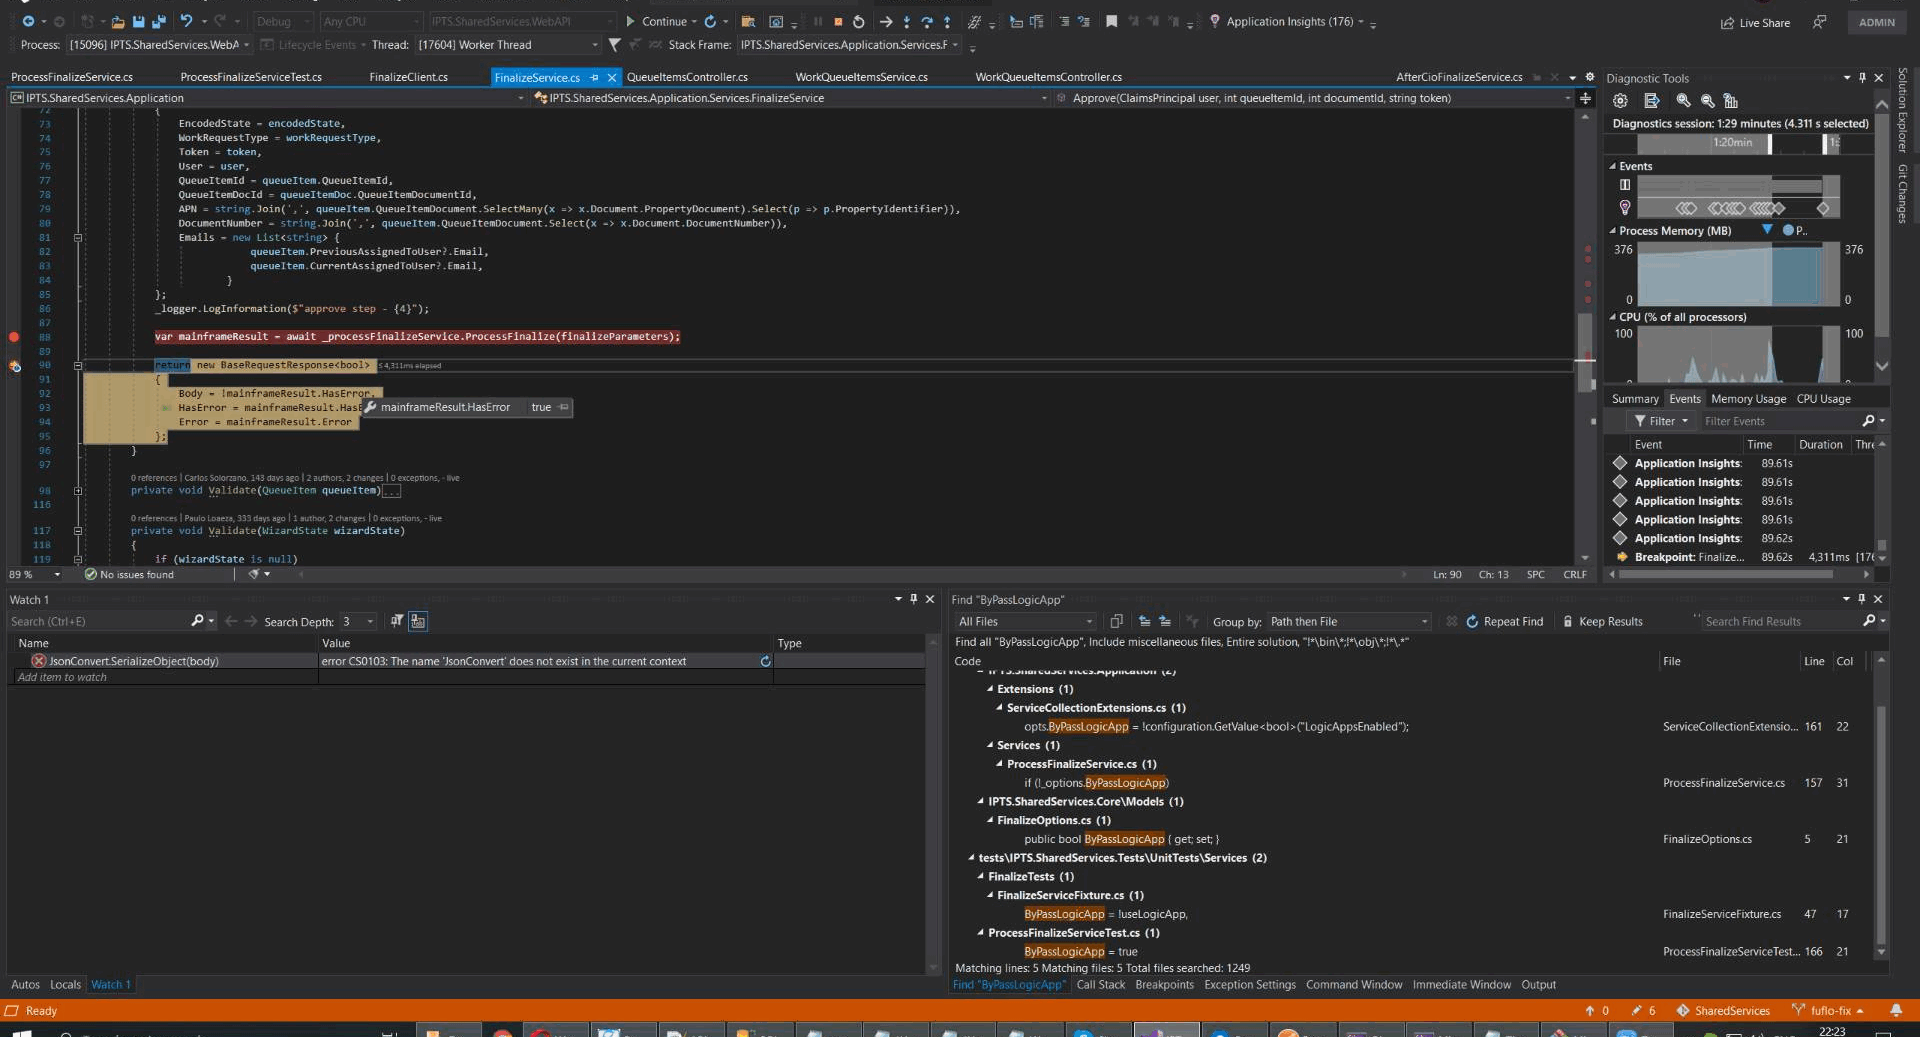 Debug
Any CPU
IPTS.SharedServices.WebAPI
Continue
Application Insights (176)
Live Share
ADMIN
Process:
[15096] IPTS.SharedServices.WebA
Lifecycle Events
Thread:
[17604] Worker Thread
Stack Frame:
IPTS.SharedServices.Application.Services.F
ProcessFinalizeService.cs
ProcessFinalizeServiceTest.cs
FinalizeClient.cs
FinalizeService.cs
QueueItemsController.cs
WorkQueueItemsService.cs
WorkQueueItemsController.cs
AfterCioFinalizeService.cs
IPTS.SharedServices.Application
IPTS.SharedServices.Application.Services.FinalizeService
Approve(ClaimsPrincipal user, int queueItemId, int documentId, string token)
72 {
73 EncodedState = encodedState,
74 WorkRequestType = workRequestType,
75 Token = token,
76 User = user,
77 QueueItemId = queueItem.QueueItemId,
78 QueueItemDocId = queueItemDoc.QueueItemDocumentId,
79 APN = string.Join(',', queueItem.QueueItemDocument.SelectMany(x => x.Document.PropertyDocument).Select(p => p.PropertyIdentifier)),
80 DocumentNumber = string.Join(',', queueItem.QueueItemDocument.Select(x => x.Document.DocumentNumber)),
81 Emails = new List<string> {
82 queueItem.PreviousAssignedToUser?.Email,
83 queueItem.CurrentAssignedToUser?.Email,
84 }
85 };
86 _logger.LogInformation($"approve step - {4}");
87
88 var mainframeResult = await _processFinalizeService.ProcessFinalize(finalizeParameters);
89
90 return new BaseRequestResponse<bool> ≤ 4,311ms elapsed
91 {
92 Body = !mainframeResult.HasError,
93 HasError = mainframeResult.HasE
mainframeResult.HasError true
94 Error = mainframeResult.Error
95 };
96 }
97
0 references | Carlos Solorzano, 143 days ago | 2 authors, 2 changes | 0 exceptions, - live
98 private void Validate(QueueItem queueItem)...
116
0 references | Paulo Loaeza, 333 days ago | 1 author, 2 changes | 0 exceptions, - live
117 private void Validate(WizardState wizardState)
118 {
119 if (wizardState is null)
89 %
No issues found
Ln: 90 Ch: 13 SPC CRLF
Diagnostic Tools
Diagnostics session: 1:29 minutes (4.311 s selected)
1:20min
1:
Events
Process Memory (MB)
P..
376
376
0
0
CPU (% of all processors)
100
100
0
0
Summary Events Memory Usage CPU Usage
Filter
Filter Events
Event Time Duration Thre
Application Insights: 89.61s
Application Insights: 89.61s
Application Insights: 89.61s
Application Insights: 89.61s
Application Insights: 89.62s
Breakpoint: Finalize... 89.62s 4,311ms [176
Solution Explorer
Git Changes
Watch 1
Search (Ctrl+E)
Search Depth: 3
Name Value Type
JsonConvert.SerializeObject(body) error CS0103: The name 'JsonConvert' does not exist in the current context
Add item to watch
Autos Locals Watch 1
Find "ByPassLogicApp"
All Files
Group by: Path then File
Repeat Find
Keep Results
Search Find Results
Find all "ByPassLogicApp", Include miscellaneous files, Entire solution, "!*\bin\*;!*\obj\*;!*\.*"
Code File Line Col
IPTS.SharedServices.Application (2)
Extensions (1)
ServiceCollectionExtensions.cs (1)
opts.ByPassLogicApp = !configuration.GetValue<bool>("LogicAppsEnabled"); ServiceCollectionExtensio... 161 22
Services (1)
ProcessFinalizeService.cs (1)
if (!_options.ByPassLogicApp) ProcessFinalizeService.cs 157 31
IPTS.SharedServices.Core\Models (1)
FinalizeOptions.cs (1)
public bool ByPassLogicApp { get; set; } FinalizeOptions.cs 5 21
tests\IPTS.SharedServices.Tests\UnitTests\Services (2)
FinalizeTests (1)
FinalizeServiceFixture.cs (1)
ByPassLogicApp = !useLogicApp, FinalizeServiceFixture.cs 47 17
ProcessFinalizeServiceTest.cs (1)
ByPassLogicApp = true ProcessFinalizeServiceTest... 166 21
Matching lines: 5 Matching files: 5 Total files searched: 1249
Find "ByPassLogicApp" Call Stack Breakpoints Exception Settings Command Window Immediate Window Output
Ready
0
6
SharedServices
fuflo-fix
22:23